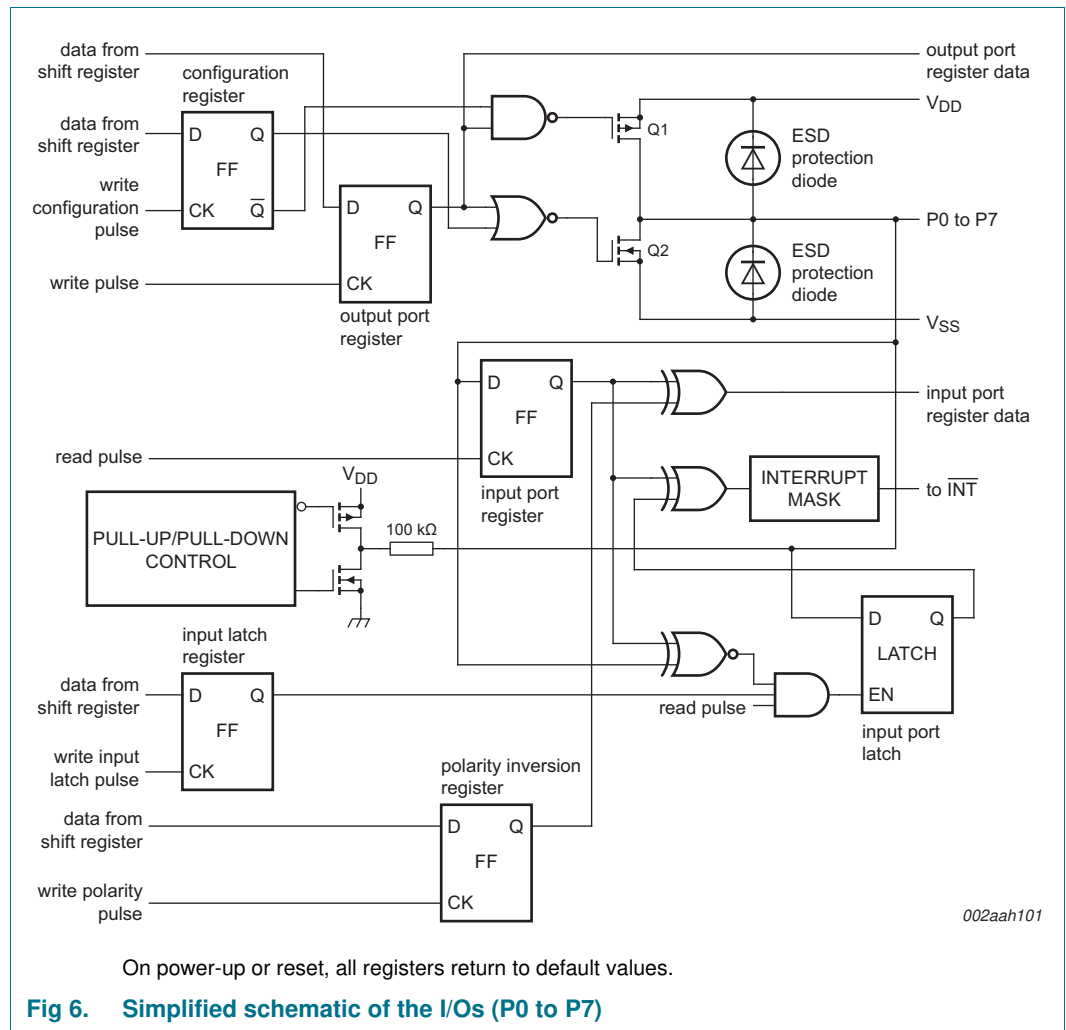 data from
shift register
configuration
register
output port
register data
data from
shift register
D Q
FF
CK Q
write
configuration
pulse
Q1
VDD
ESD
protection
diode
D Q
FF
CK
P0 to P7
Q2
ESD
protection
diode
write pulse
output port
register
VSS
D Q
FF
CK
input port
register data
read pulse
input port
register
INTERRUPT
MASK
to INT
VDD
PULL-UP/PULL-DOWN
CONTROL
100 kΩ
input latch
register
D Q
LATCH
EN
data from
shift register
D Q
FF
CK
read pulse
input port
latch
write input
latch pulse
polarity inversion
register
data from
shift register
D Q
FF
CK
write polarity
pulse
002aah101
On power-up or reset, all registers return to default values.
Fig 6. Simplified schematic of the I/Os (P0 to P7)